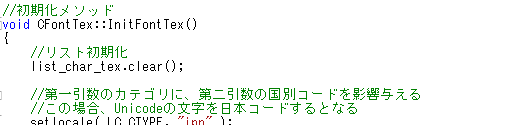 //初期化メソッド
void CFontTex::InitFontTex()
{
//リスト初期化
list_char_tex.clear();
//第一引数のカテゴリに、第二引数の国別コードを影響与える
//この場合、Unicodeの文字を日本コードするとなる
setlocale( LC_CTYPE, "jpn" );